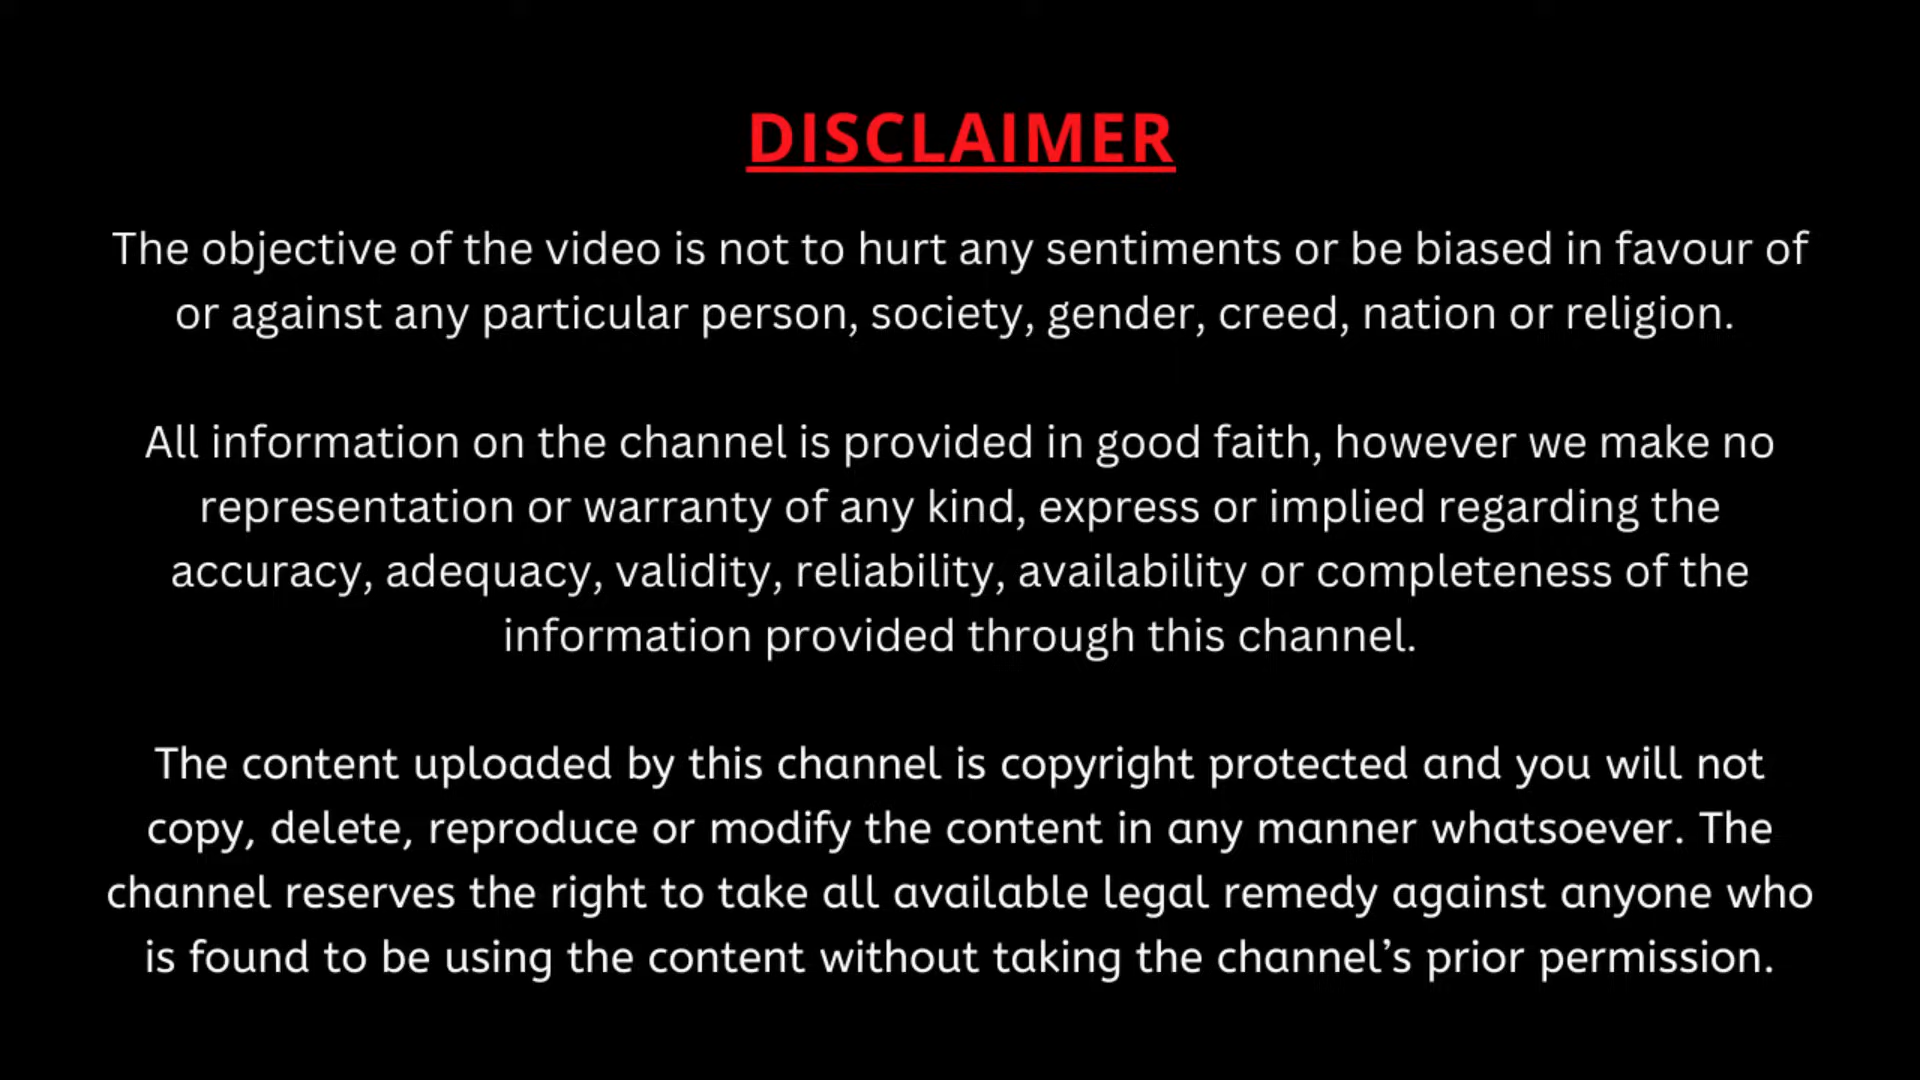 DISCLAIMER
The objective of the video is not to hurt any sentiments or be biased in favour of
or against any particular person, society, gender, creed, nation or religion.
All information on the channel is provided in good faith, however we make no
representation or warranty of any kind, express or implied regarding the
accuracy, adequacy, validity, reliability, availability or completeness of the
information provided through this channel.
The content uploaded by this channel is copyright protected and you will not
copy, delete, reproduce or modify the content in any manner whatsoever. The
channel reserves the right to take all available legal remedy against anyone who
is found to be using the content without taking the channel’s prior permission.